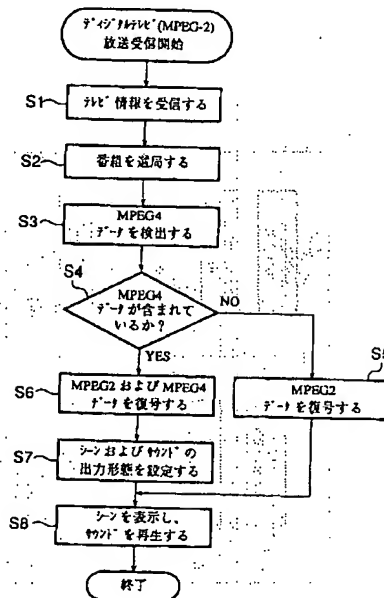 ディジタルテレビ(MPEG-2)
放送受信開始
S1
テレビ情報を受信する
S2
番組を選局する
S3
MPEG4
データを検出する
S4
MPEG4
データが含まれて
いるか?
NO
YES
S5
MPEG2
データを復号する
S6
MPEG2 および MPEG4
データを復号する
S7
シーンおよびサウンドの
出力形態を設定する
S8
シーンを表示し、
サウンドを再生する
終了